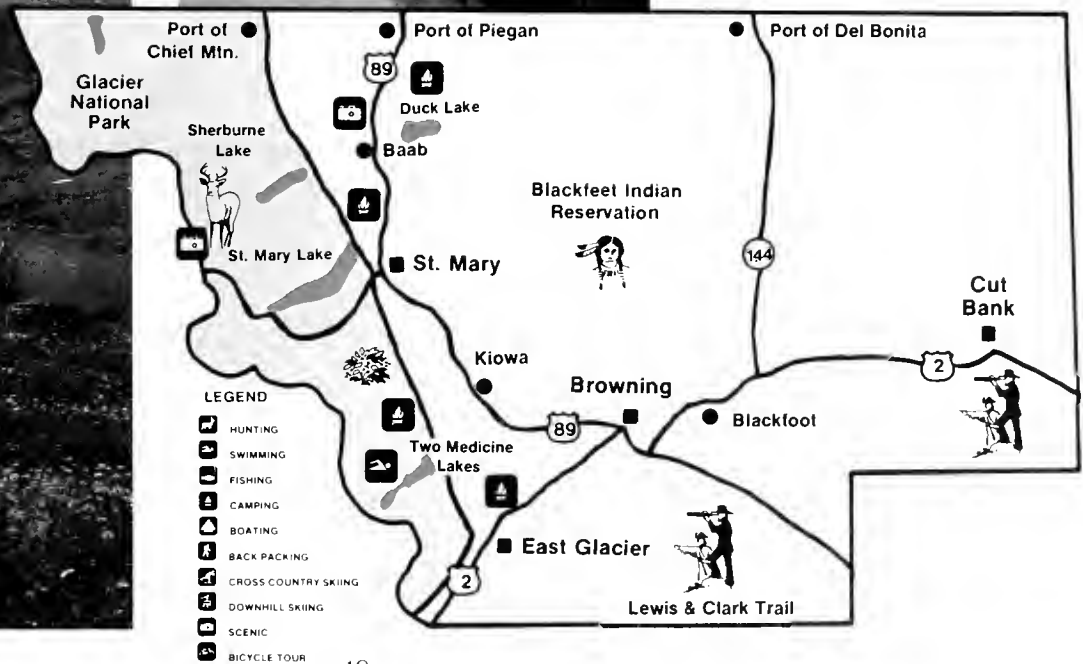 Port of
Chief Mtn.
Port of Piegan
Port of Del Bonita
89
Glacier
National
Park
Duck Lake
Sherburne
Lake
Baab
Blackfeet Indian
Reservation
St. Mary Lake
St. Mary
144
Cut
Bank
Kiowa
2
Browning
LEGEND
89
Blackfoot
HUNTING
SWIMMING
FISHING
CAMPING
BOATING
BACK PACKING
CROSS COUNTRY SKIING
DOWNHILL SKIING
SCENIC
BICYCLE TOUR
Two Medicine
Lakes
East Glacier
2
Lewis & Clark Trail